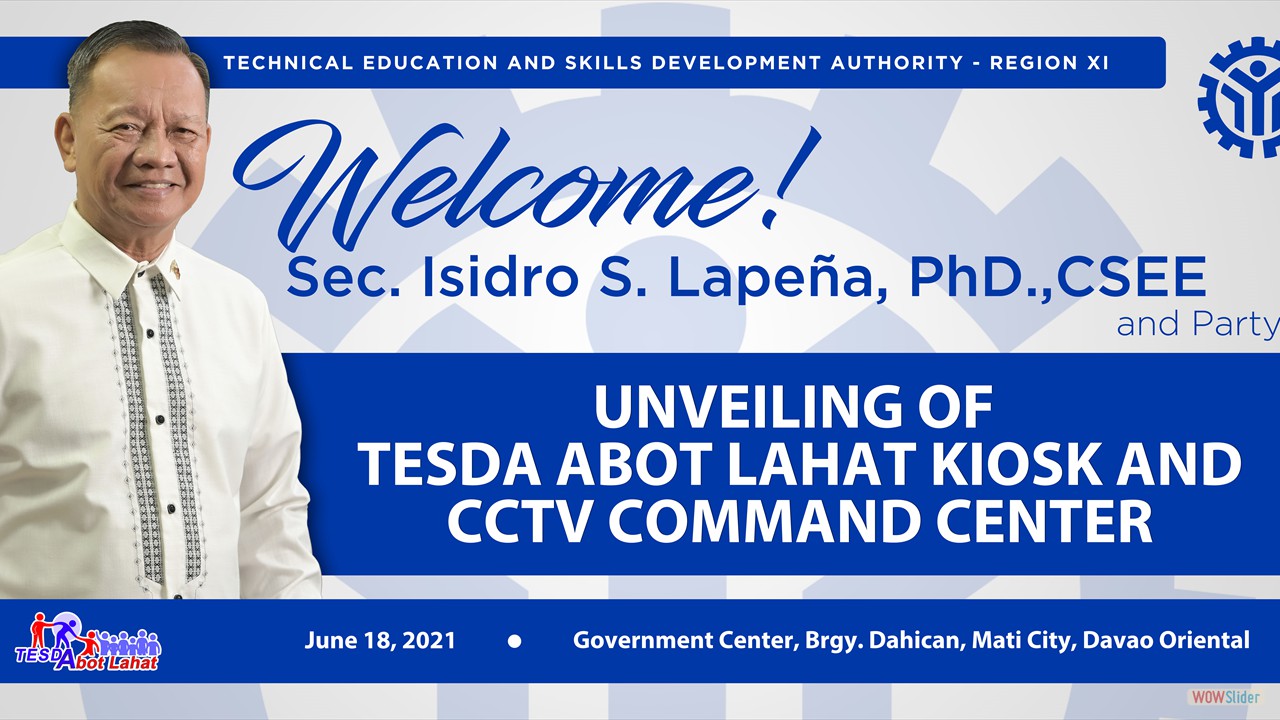 TECHNICAL EDUCATION AND SKILLS DEVELOPMENT AUTHORITY - REGION XI
Welcome!
Sec. Isidro S. Lapeña, PhD.,CSEE
and Party
UNVEILING OF
TESDA ABOT LAHAT KIOSK AND
CCTV COMMAND CENTER
TESDAbot Lahat
June 18, 2021 ● Government Center, Brgy. Dahican, Mati City, Davao Oriental
WOWSlider